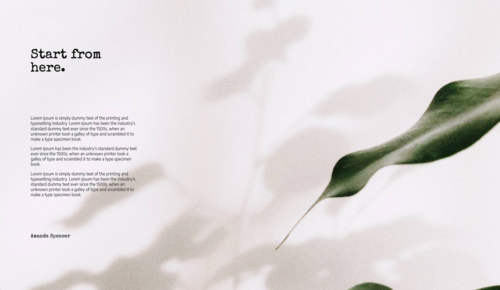 Start from
here.
Lorem Ipsum is simply dummy text of the printing and
typesetting industry. Lorem Ipsum has been the industry's
standard dummy text ever since the 1500s, when an
unknown printer took a galley of type and scrambled it to
make a type specimen book.
Lorem Ipsum has been the industry's standard dummy text
ever since the 1500s, when an unknown printer took a
galley of type and scrambled it to make a type specimen
book.
Lorem Ipsum is simply dummy text of the printing and
typesetting industry. Lorem Ipsum has been the industry's
standard dummy text ever since the 1500s, when an
unknown printer took a galley of type and scrambled it to
make a type specimen book.
Amanda Spencer